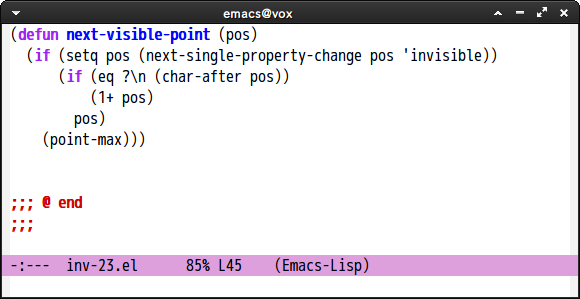 emacs@vox
(defun next-visible-point (pos)
  (if (setq pos (next-single-property-change pos 'invisible))
      (if (eq ?\n (char-after pos))
          (1+ pos)
        pos)
    (point-max)))
;;; @ end
;;;
-:---  inv-23.el      85% L45    (Emacs-Lisp)